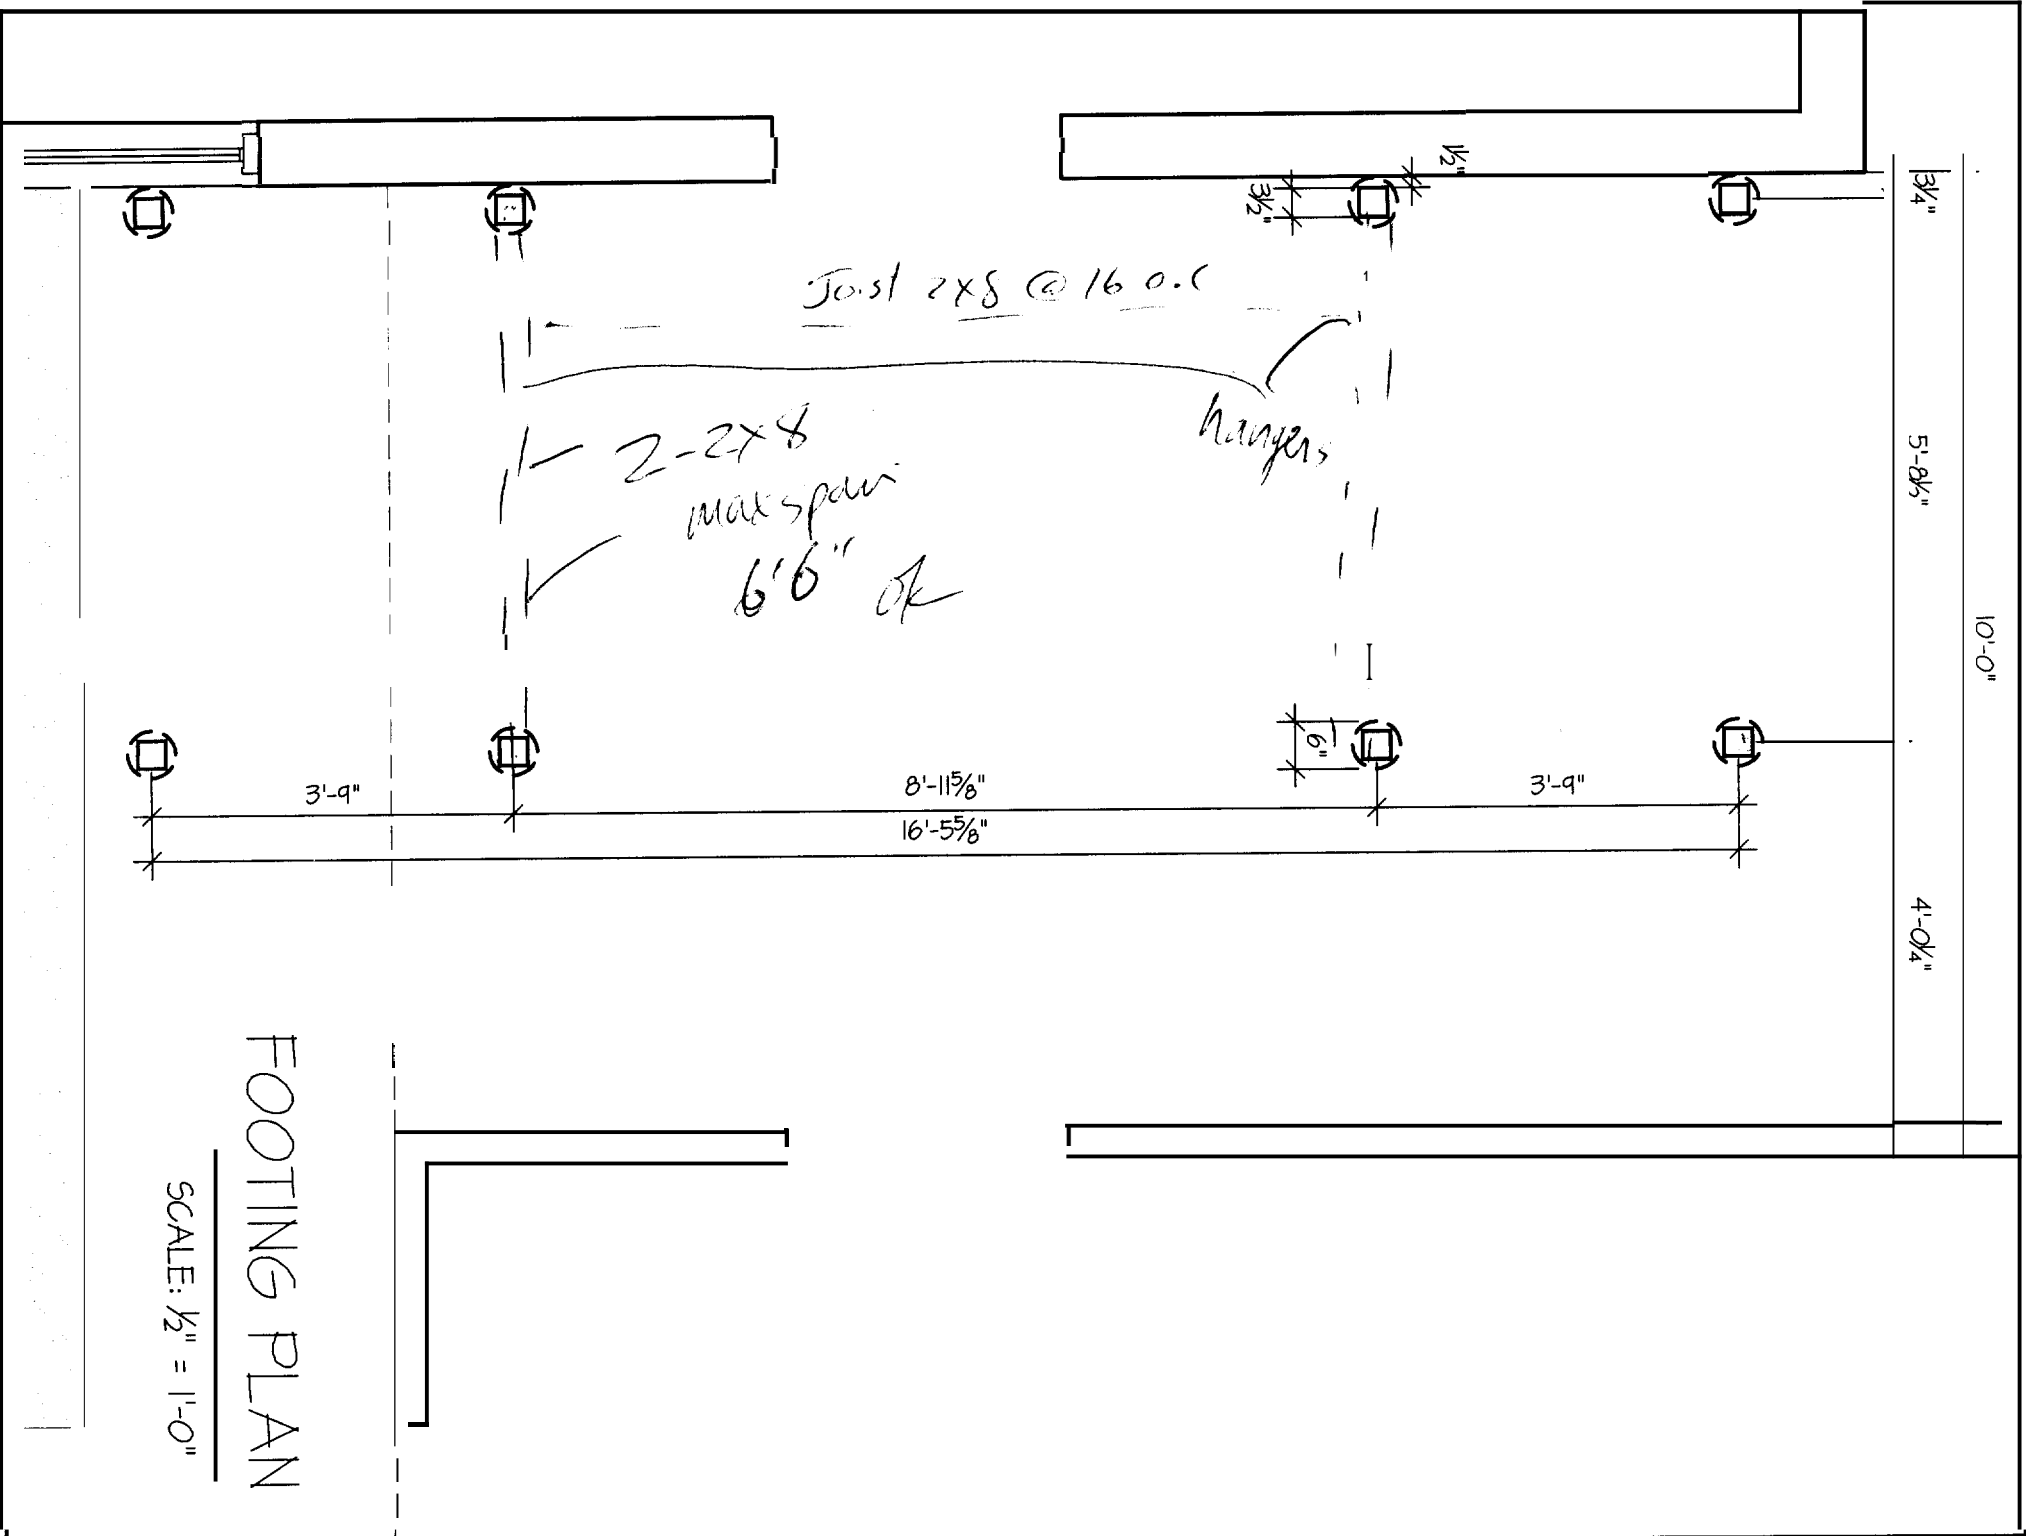 1/2"
3 1/2"
3 1/4"
Joist 2x8 @ 16 o.c
hangers
2-2x8
max span
6'6" ok
5'-8 1/2"
10'-0"
6"
3'-9"
8'-11 5/8"
3'-9"
16'-5 5/8"
4'-0 1/4"
FOOTING PLAN
SCALE: 1/2" = 1'-0"